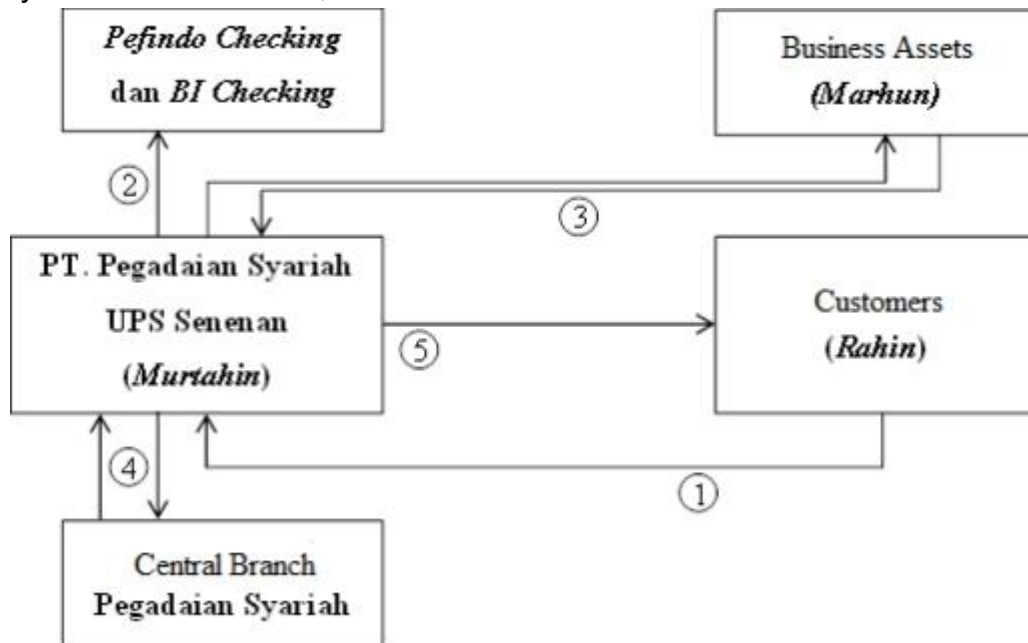 Pefindo Checking
dan BI Checking
Business Assets
(Marhun)
②
③
PT. Pegadaian Syariah
UPS Senenan
(Murtahin)
Customers
(Rahin)
⑤
④
①
Central Branch
Pegadaian Syariah